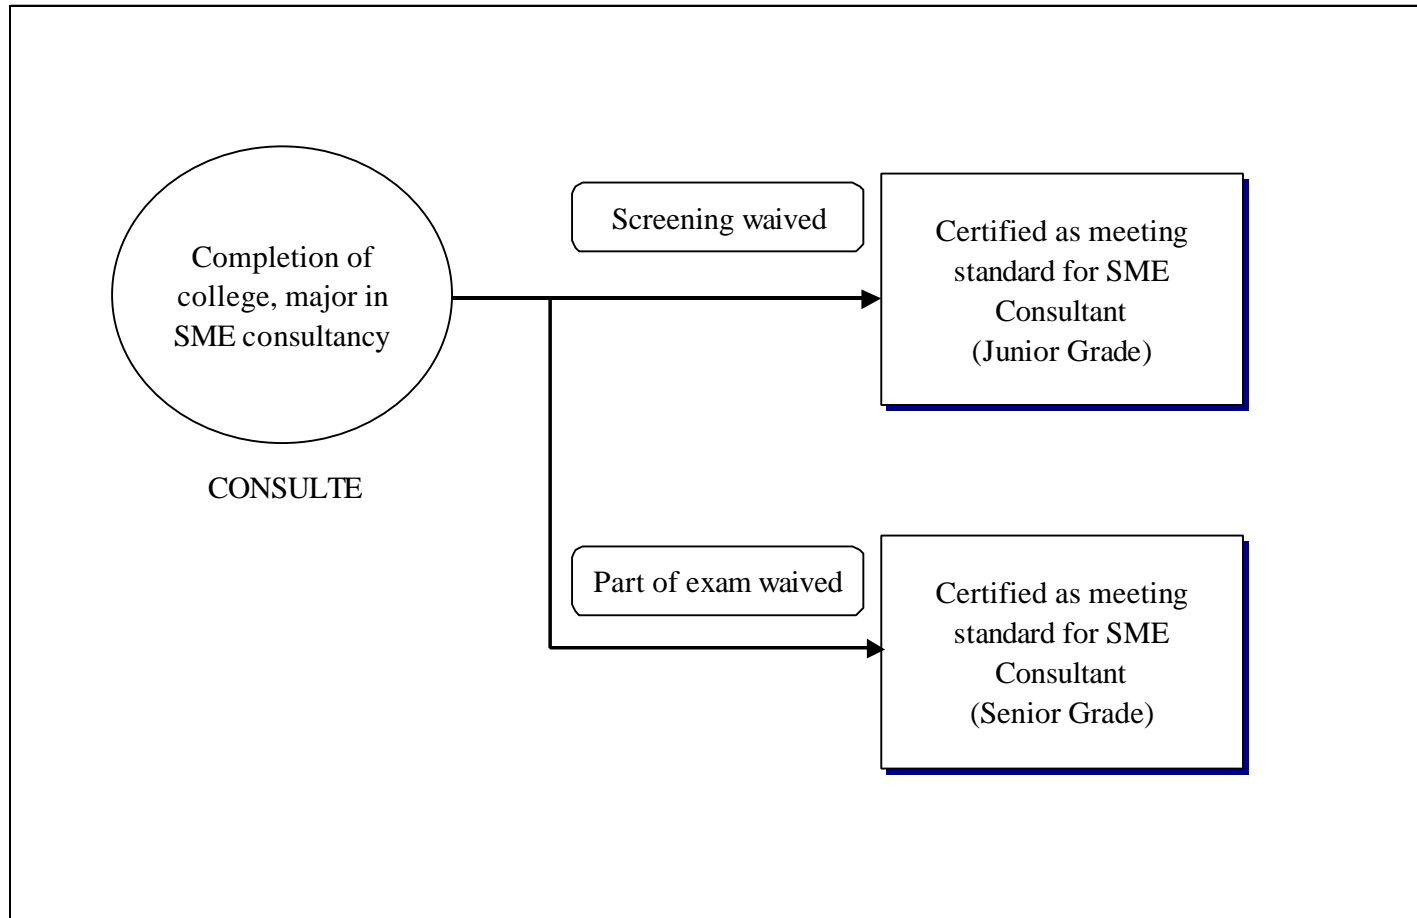 Completion of
college, major in
SME consultancy
CONSULTE
Screening waived
Certified as meeting
standard for SME
Consultant
(Junior Grade)
Part of exam waived
Certified as meeting
standard for SME
Consultant
(Senior Grade)